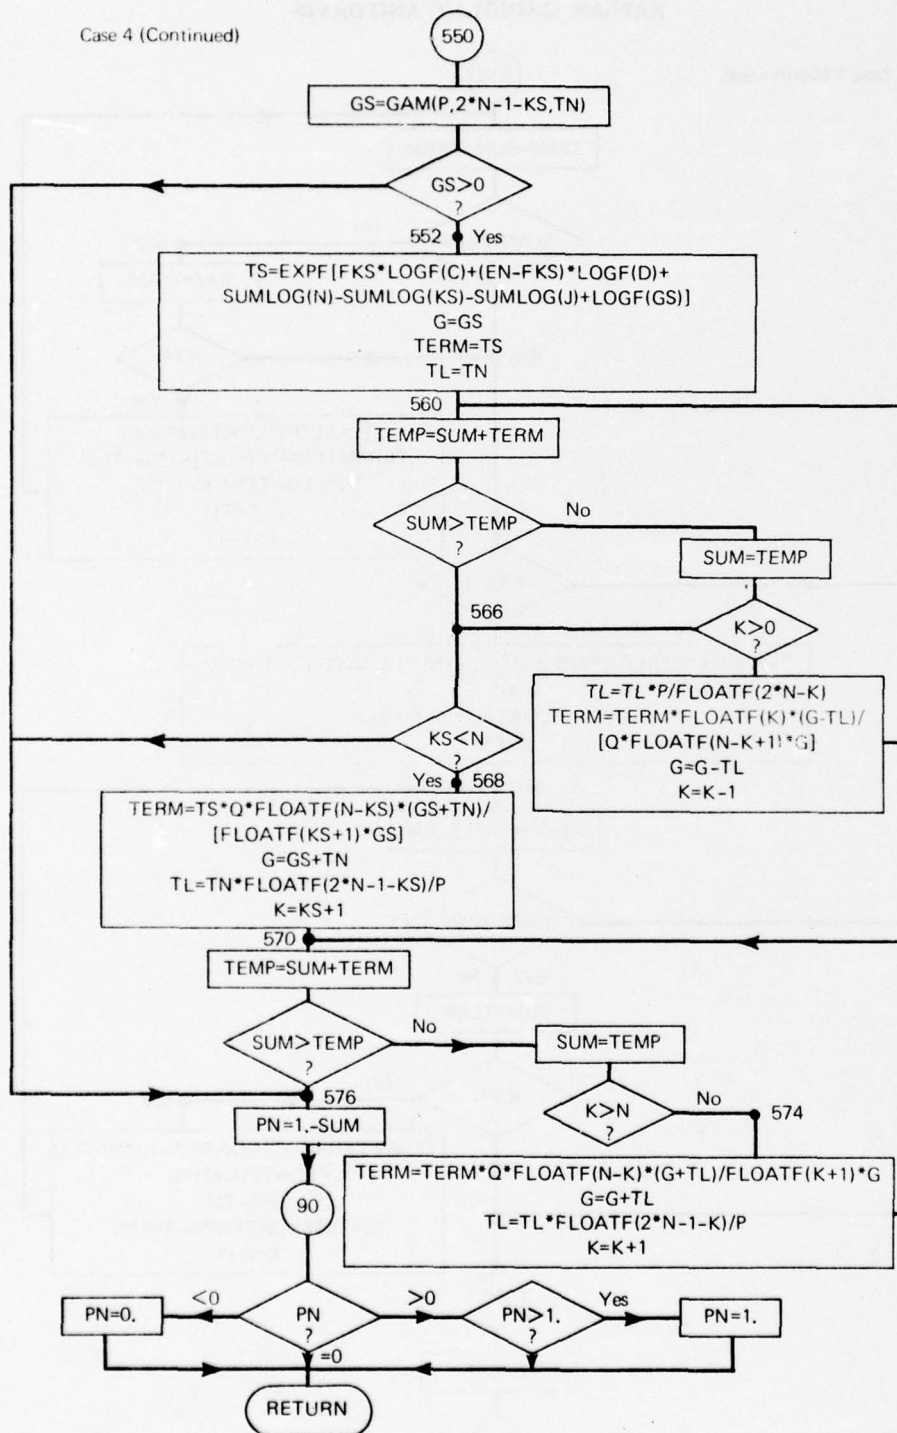 Case 4 (Continued)
550
GS=GAM(P,2*N-1-KS,TN)
GS>0
?
552 Yes
TS=EXPF[FKS*LOGF(C)+(EN-FKS)*LOGF(D)+
SUMLOG(N)-SUMLOG(KS)-SUMLOG(J)+LOGF(GS)]
G=GS
TERM=TS
TL=TN
560
TEMP=SUM+TERM
SUM>TEMP
?
No
SUM=TEMP
566
K>0
?
TL=TL*P/FLOATF(2*N-K)
TERM=TERM*FLOATF(K)*(G-TL)/
[Q*FLOATF(N-K+1)*G]
G=G-TL
K=K-1
KS<N
?
Yes 568
TERM=TS*Q*FLOATF(N-KS)*(GS+TN)/
[FLOATF(KS+1)*GS]
G=GS+TN
TL=TN*FLOATF(2*N-1-KS)/P
K=KS+1
570
TEMP=SUM+TERM
SUM>TEMP
?
No
SUM=TEMP
576
K>N
?
No
574
PN=1.-SUM
TERM=TERM*Q*FLOATF(N-K)*(G+TL)/FLOATF(K+1)*G
G=G+TL
TL=TL*FLOATF(2*N-1-K)/P
K=K+1
90
PN=0.
<0
PN
?
>0
PN>1.
?
Yes
PN=1.
=0
RETURN